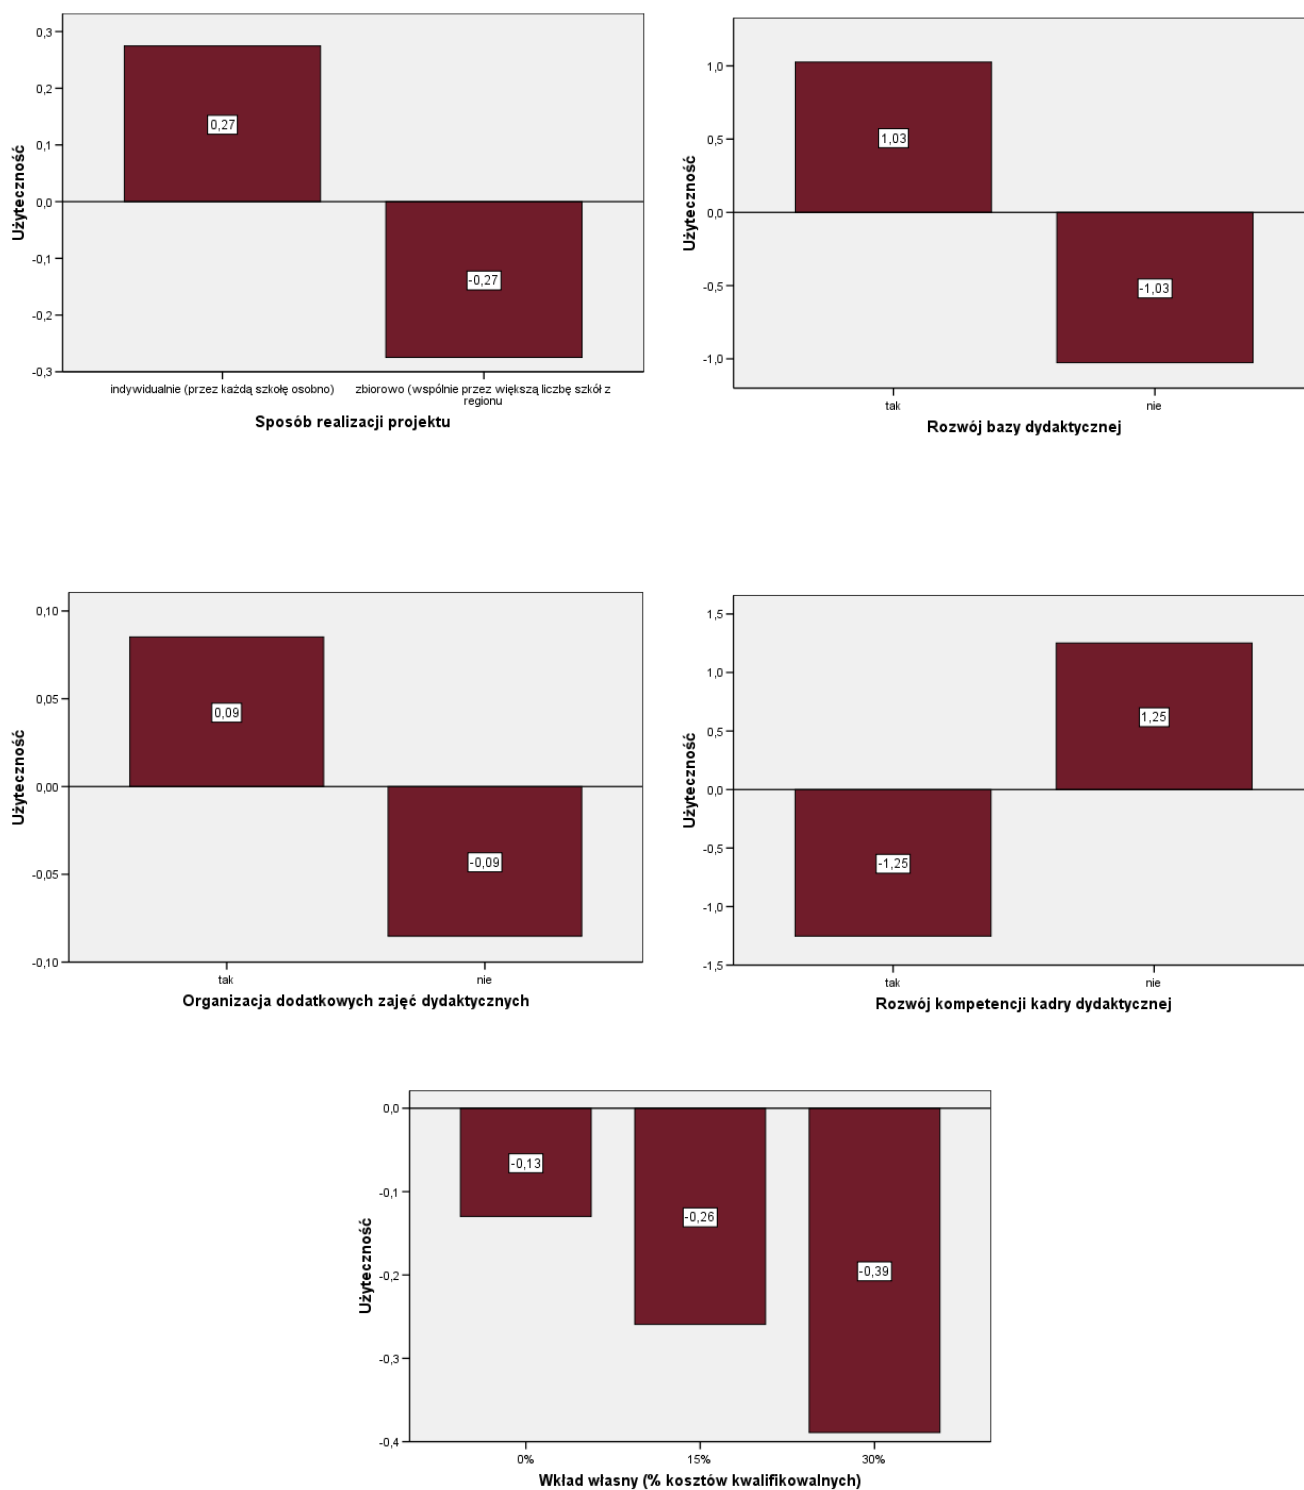 0,3
0,2
0,1
0,0
-0,1
-0,2
-0,3
Użyteczność
0,27
-0,27
indywidualnie (przez każdą szkołę osobno)
zbiorowo (wspólnie przez większą liczbę szkół z
regionu
Sposób realizacji projektu
1,0
0,5
0,0
-0,5
-1,0
Użyteczność
1,03
-1,03
tak
nie
Rozwój bazy dydaktycznej
0,10
0,05
0,00
-0,05
-0,10
Użyteczność
0,09
-0,09
tak
nie
Organizacja dodatkowych zajęć dydaktycznych
1,5
1,0
0,5
0,0
-0,5
-1,0
-1,5
Użyteczność
-1,25
1,25
tak
nie
Rozwój kompetencji kadry dydaktycznej
0,0
-0,1
-0,2
-0,3
-0,4
Użyteczność
-0,13
-0,26
-0,39
0%
15%
30%
Wkład własny (% kosztów kwalifikowalnych)